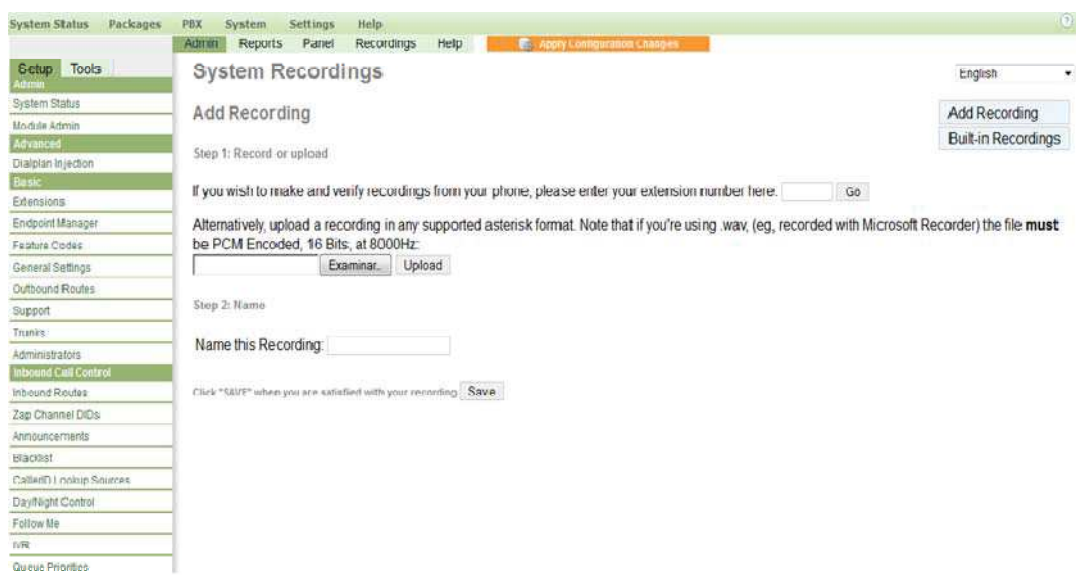 System Status Packages PBX System Settings Help
Admin Reports Panel Recordings Help Apply Configuration Changes
Setup Tools
Admin
System Status
Module Admin
Advanced
Dialplan Injection
Basic
Extensions
Endpoint Manager
Feature Codes
General Settings
Outbound Routes
Support
Trunks
Administrators
Inbound Call Control
Inbound Routes
Zap Channel DIDs
Announcements
Blacklist
CallerID Lookup Sources
Day/Night Control
Follow Me
IVR
Queue Priorities
System Recordings
English
Add Recording
Add Recording
Built-in Recordings
Step 1: Record or upload
If you wish to make and verify recordings from your phone, please enter your extension number here: Go
Alternatively, upload a recording in any supported asterisk format. Note that if you're using .wav, (eg, recorded with Microsoft Recorder) the file must
be PCM Encoded, 16 Bits, at 8000Hz:
Examinar... Upload
Step 2: Name
Name this Recording:
Click "SAVE" when you are satisfied with your recording Save